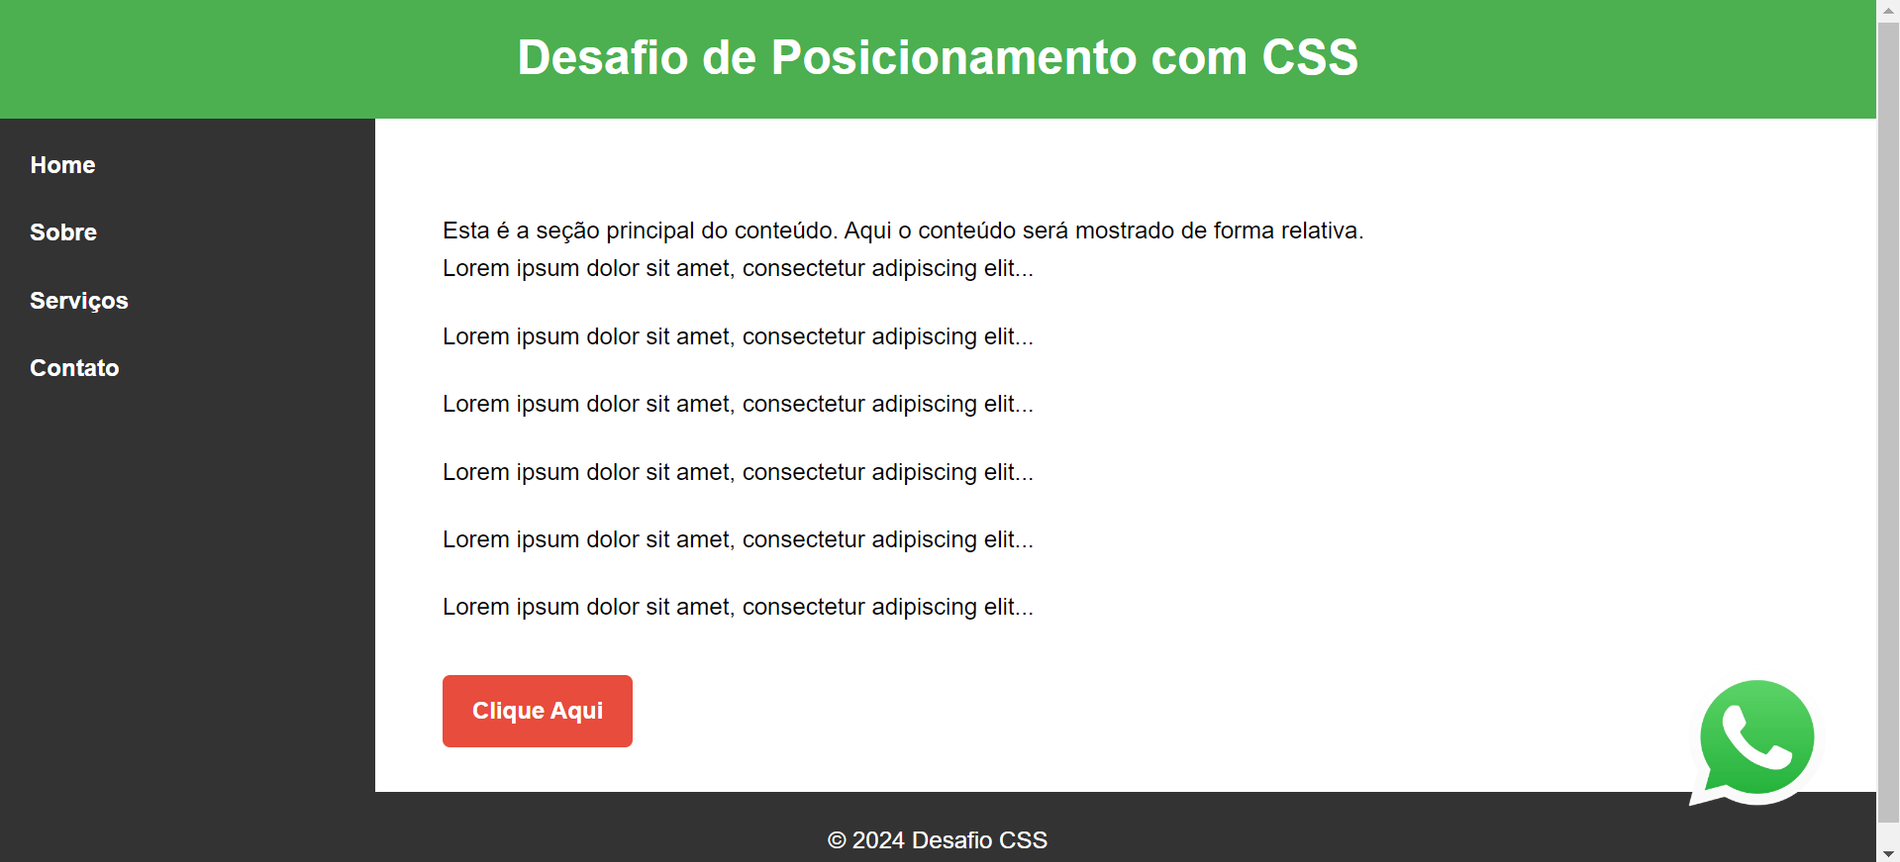 Desafio de Posicionamento com CSS
Home
Sobre
Serviços
Contato
Esta é a seção principal do conteúdo. Aqui o conteúdo será mostrado de forma relativa.
Lorem ipsum dolor sit amet, consectetur adipiscing elit...
Lorem ipsum dolor sit amet, consectetur adipiscing elit...
Lorem ipsum dolor sit amet, consectetur adipiscing elit...
Lorem ipsum dolor sit amet, consectetur adipiscing elit...
Lorem ipsum dolor sit amet, consectetur adipiscing elit...
Lorem ipsum dolor sit amet, consectetur adipiscing elit...
Clique Aqui
© 2024 Desafio CSS